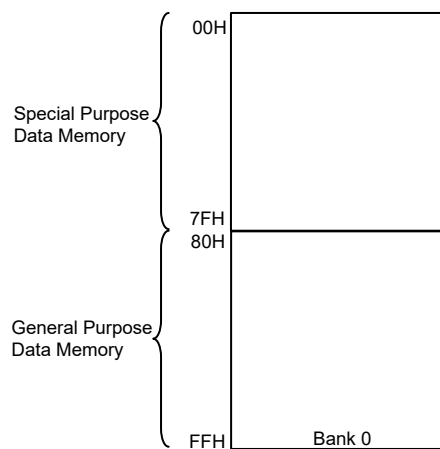 00H
Special Purpose
Data Memory
7FH
80H
General Purpose
Data Memory
FFH
Bank 0